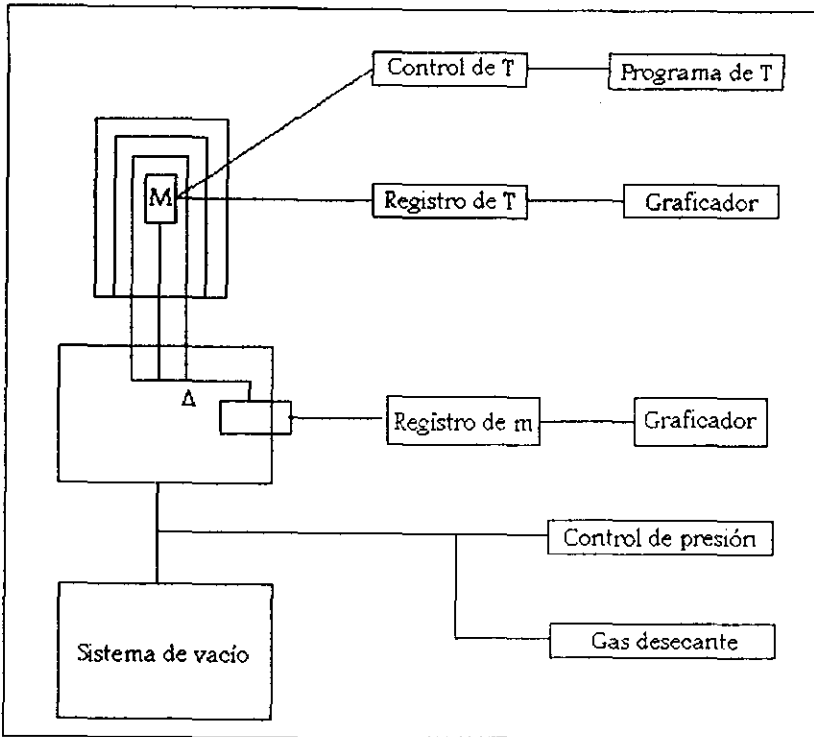 Control de T
Programa de T
M
Registro de T
Graficador
Δ
Registro de m
Graficador
Control de presión
Gas desecante
Sistema de vacío